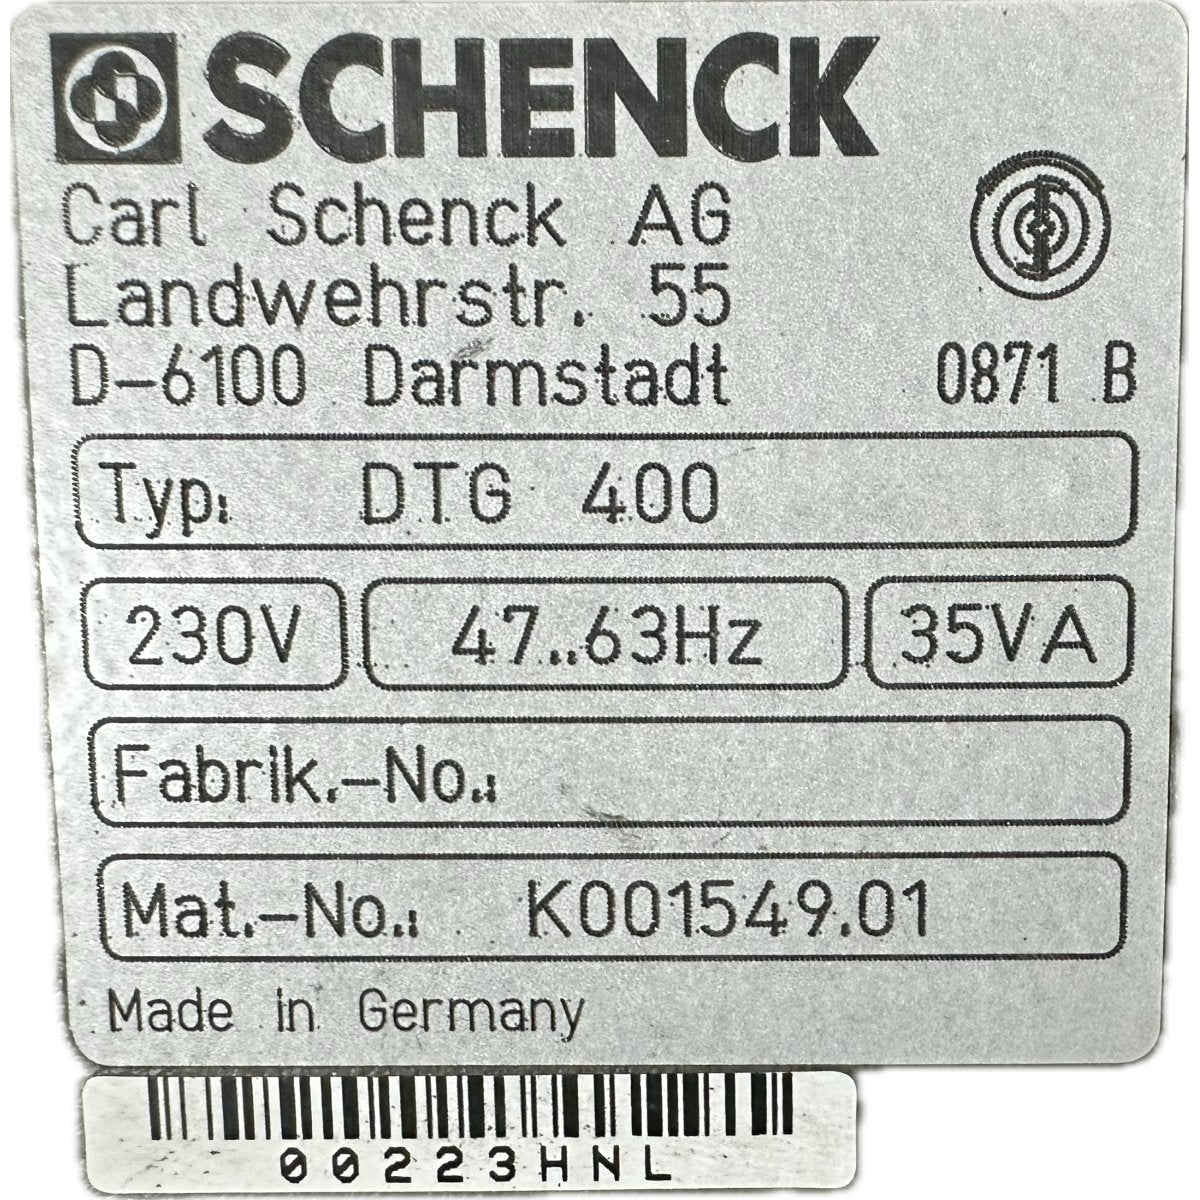 SCHENCK
Carl Schenck AG
Landwehrstr. 55
D-6100 Darmstadt
0871 B
Typ: DTG 400
230V 47..63Hz 35VA
Fabrik.-No.:
Mat.-No.: K001549.01
Made in Germany
00223HNL